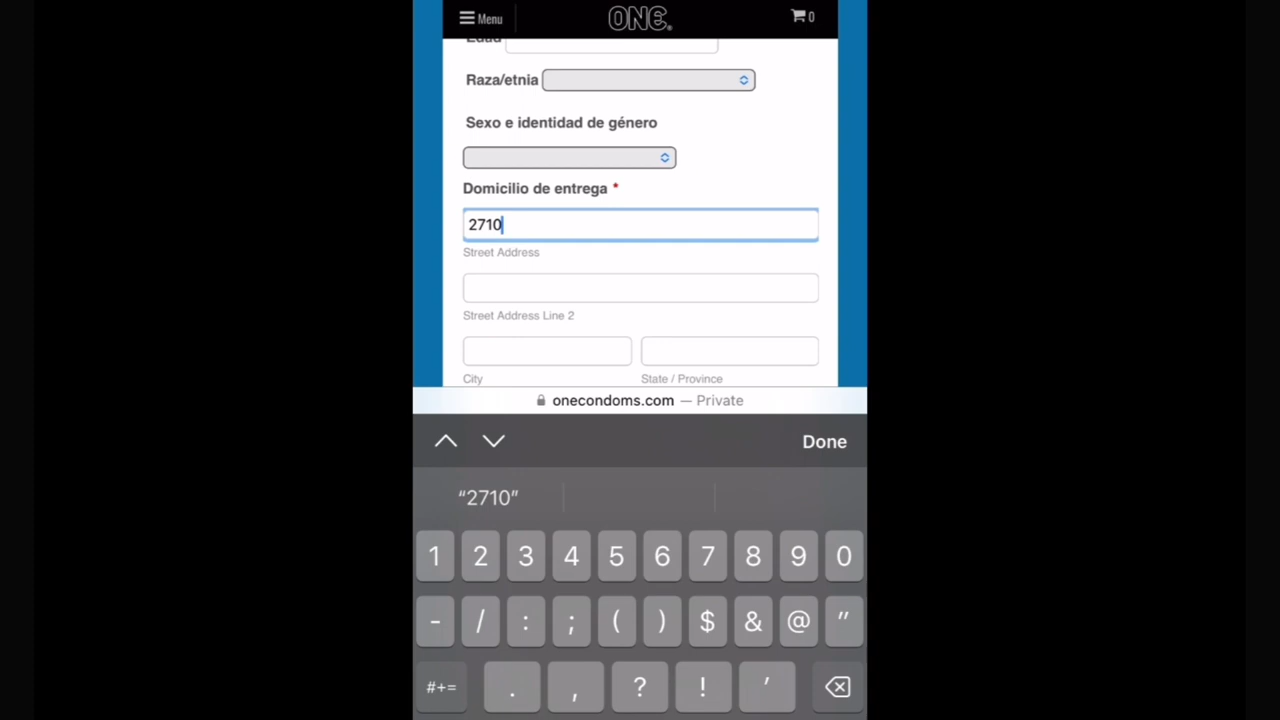 Menu
ONE®
0
Edad
Raza/etnia
Sexo e identidad de género
Domicilio de entrega *
2710
Street Address
Street Address Line 2
City State / Province
onecondoms.com — Private
Done
“2710”
1 2 3 4 5 6 7 8 9 0
- / : ; ( ) $ & @ ”
#+= . , ? ! ’